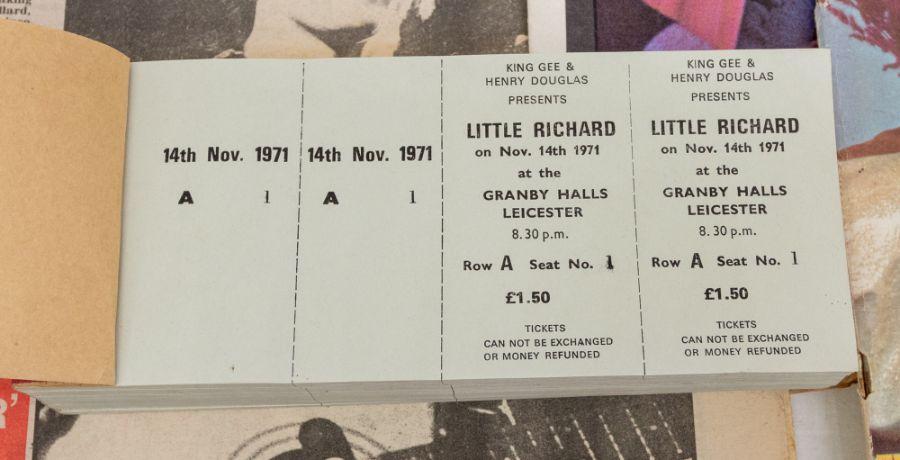 aking
llard,
14th Nov. 1971
A 1
14th Nov. 1971
A 1
KING GEE &
HENRY DOUGLAS
PRESENTS
LITTLE RICHARD
on Nov. 14th 1971
at the
GRANBY HALLS
LEICESTER
8.30 p.m.
Row A Seat No. 1
£1.50
TICKETS
CAN NOT BE EXCHANGED
OR MONEY REFUNDED
KING GEE &
HENRY DOUGLAS
PRESENTS
LITTLE RICHARD
on Nov. 14th 1971
at the
GRANBY HALLS
LEICESTER
8.30 p.m.
Row A Seat No. 1
£1.50
TICKETS
CAN NOT BE EXCHANGED
OR MONEY REFUNDED
R'